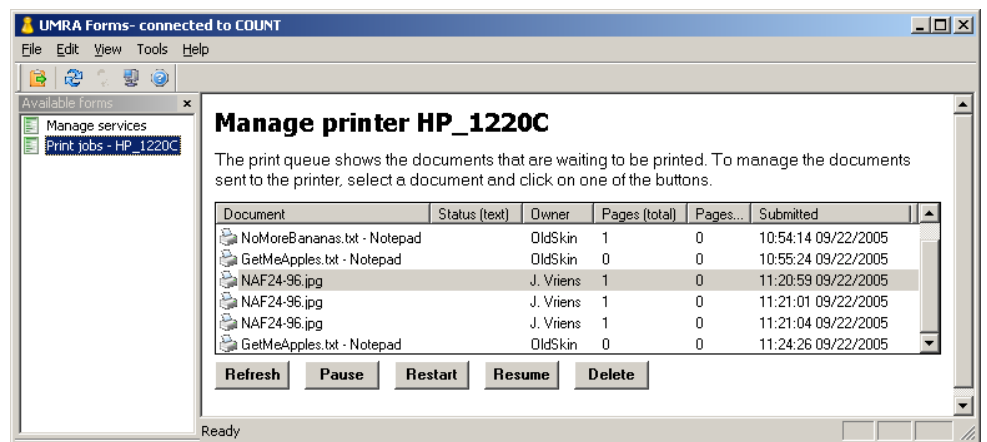 UMRA Forms- connected to COUNT
File Edit View Tools Help
Available forms
Manage services
Print jobs - HP_1220C
Manage printer HP_1220C
The print queue shows the documents that are waiting to be printed. To manage the documents
sent to the printer, select a document and click on one of the buttons.
Document Status (text) Owner Pages (total) Pages... Submitted
NoMoreBananas.txt - Notepad OldSkin 1 0 10:54:14 09/22/2005
GetMeApples.txt - Notepad OldSkin 0 0 10:55:24 09/22/2005
NAF24-96.jpg J. Vriens 1 0 11:20:59 09/22/2005
NAF24-96.jpg J. Vriens 1 0 11:21:01 09/22/2005
NAF24-96.jpg J. Vriens 1 0 11:21:04 09/22/2005
GetMeApples.txt - Notepad OldSkin 0 0 11:24:26 09/22/2005
Refresh Pause Restart Resume Delete
Ready